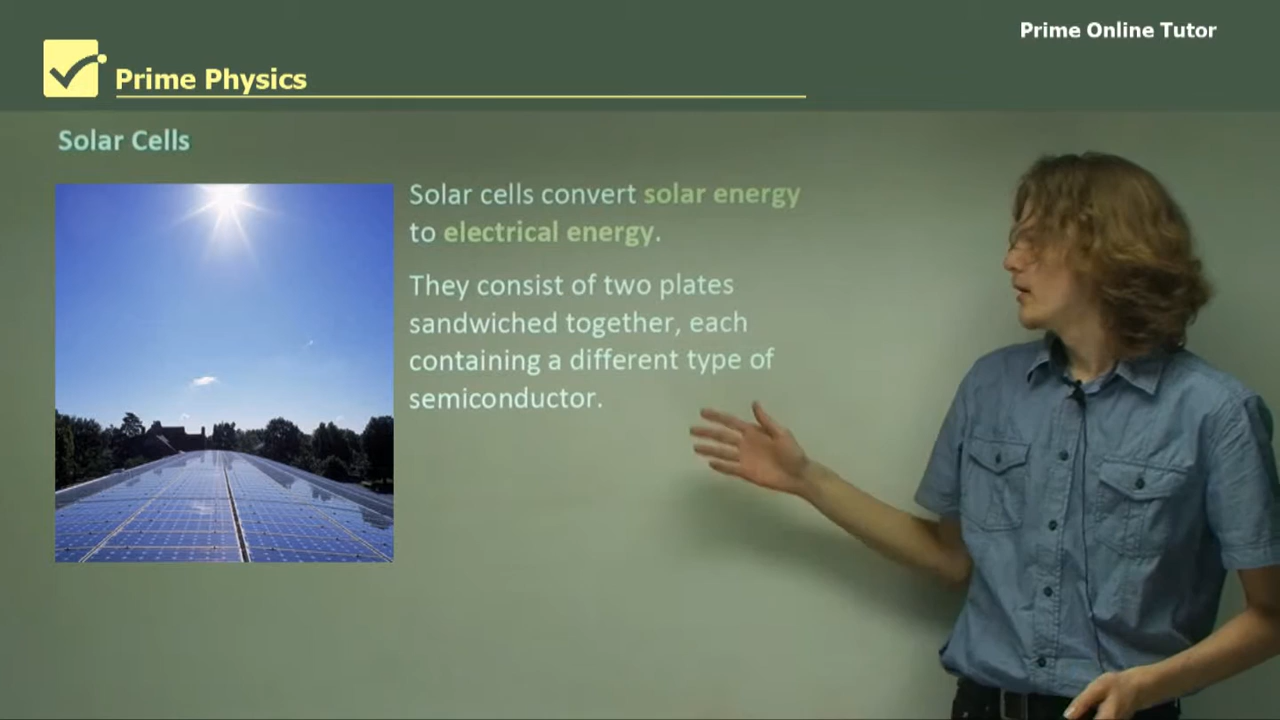 Prime Online Tutor
Prime Physics
Solar Cells
Solar cells convert solar energy
to electrical energy.
They consist of two plates
sandwiched together, each
containing a different type of
semiconductor.